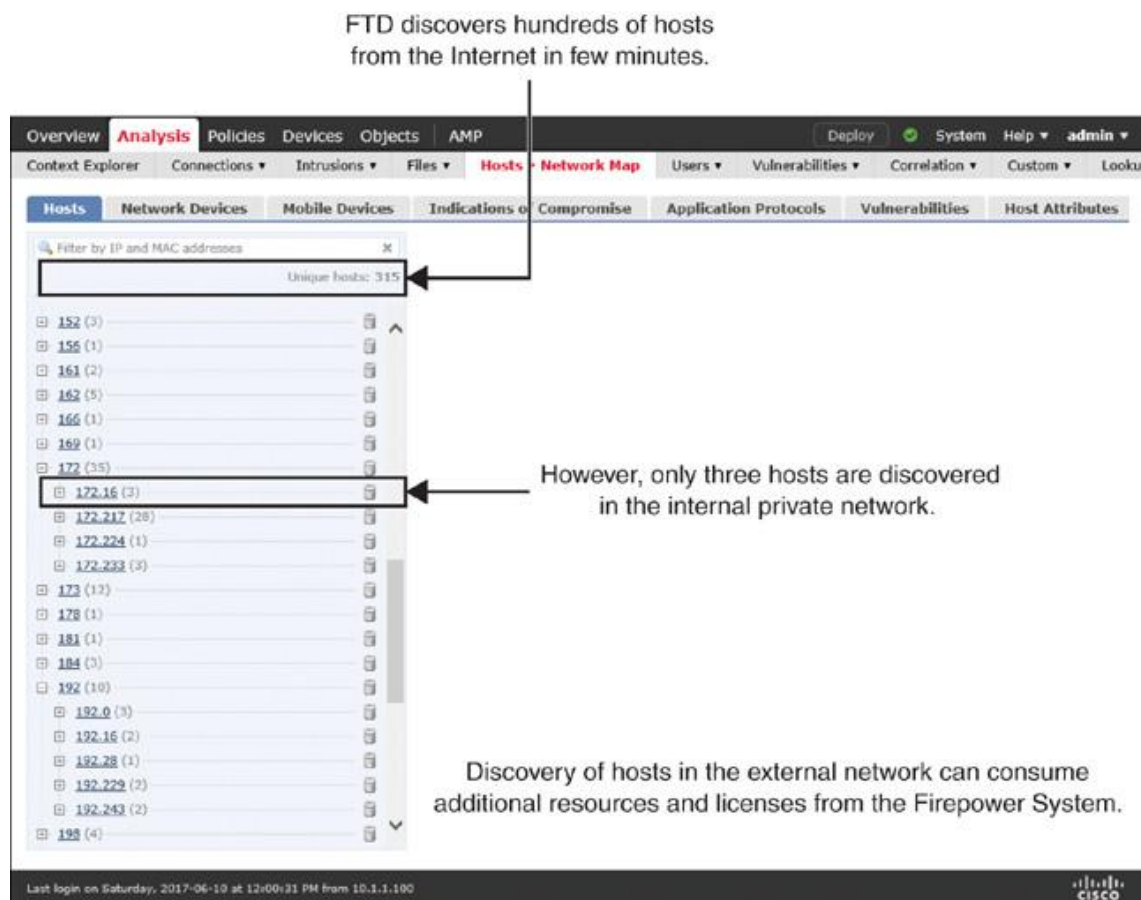 FTD discovers hundreds of hosts
from the Internet in few minutes.
Overview Analysis Policies Devices Objects AMP Deploy System Help ▾ admin ▾
Context Explorer Connections ▾ Intrusions ▾ Files ▾ Hosts ▸ Network Map Users ▾ Vulnerabilities ▾ Correlation ▾ Custom ▾ Looku
Hosts Network Devices Mobile Devices Indications of Compromise Application Protocols Vulnerabilities Host Attributes
Filter by IP and MAC addresses
Unique hosts: 315
152 (3)
156 (1)
161 (2)
162 (5)
166 (1)
169 (1)
172 (35)
172.16 (3)
However, only three hosts are discovered
in the internal private network.
172.217 (28)
172.224 (1)
172.233 (3)
173 (12)
178 (1)
181 (1)
184 (3)
192 (10)
192.0 (3)
192.16 (2)
192.28 (1)
192.229 (2)
192.243 (2)
198 (4)
Discovery of hosts in the external network can consume
additional resources and licenses from the Firepower System.
Last login on Saturday, 2017-06-10 at 12:00:31 PM from 10.1.1.100
CISCO